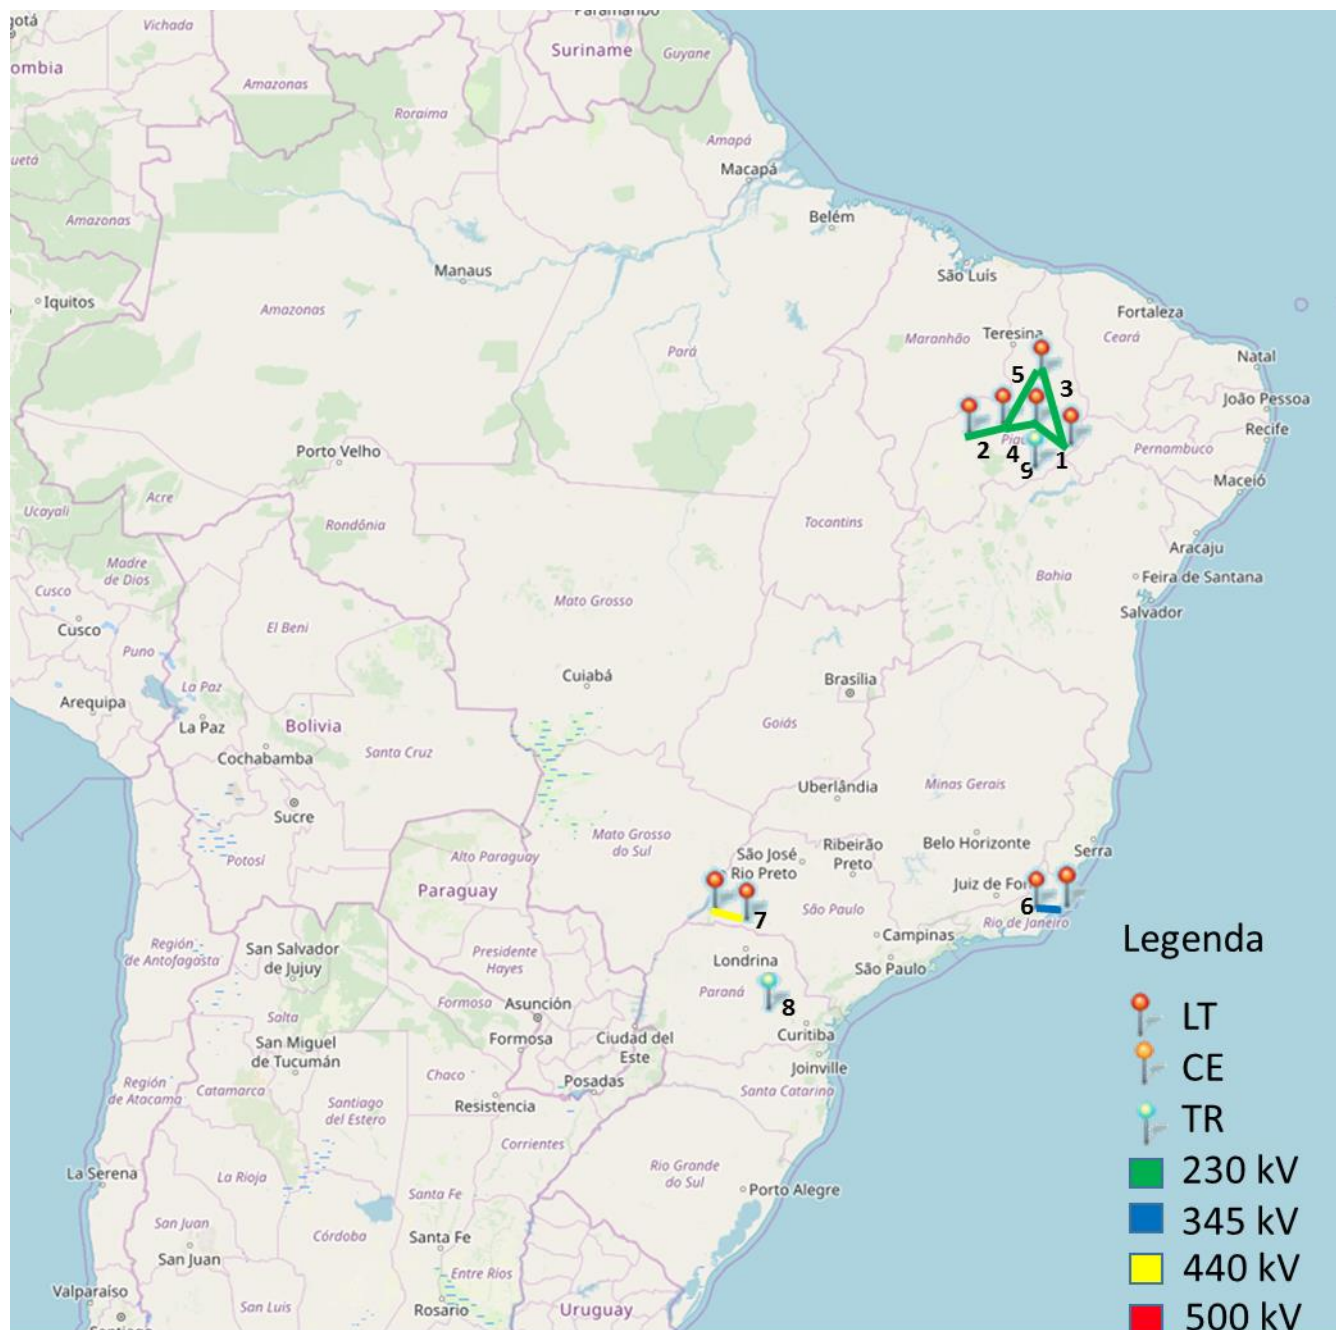 gotá
Vichada
Paramaribo
Suriname
Guyane
ombia
Amazonas
Roraima
Amapá
Macapá
uetá
Amazonas
Belém
Manaus
São Luís
Iquitos
Amazonas
Fortaleza
Teresina
Maranhão
Ceará
Pará
Natal
5
3
João Pessoa
Recife
Piauí
Porto Velho
2
4
9
1
Pernambuco
Maceió
Acre
Ucayali
Rondônia
Tocantins
Aracaju
Madre
de Dios
Bahia
Feira de Santana
Cusco
Mato Grosso
Salvador
Cusco
El Beni
Puno
Cuiabá
Brasília
La Paz
Arequipa
La Paz
Bolivia
Goiás
Santa Cruz
Cochabamba
Uberlândia
Minas Gerais
Sucre
Mato Grosso
do Sul
Ribeirão
Preto
Belo Horizonte
Serra
São José
Rio Preto
Potosí
Alto Paraguay
Paraguay
Juiz de For
6
7
São Paulo
Rio de Janeiro
Campinas
Legenda
Región
de Antofagasta
San Salvador
de Jujuy
Presidente
Hayes
Londrina
São Paulo
Paraná
8
LT
Formosa
Asunción
Salta
Curitiba
San Miguel
de Tucumán
Formosa
Ciudad del
Este
CE
Joinville
Región
de Atacama
Catamarca
Chaco
Posadas
Santa Catarina
Santiago
del Estero
Resistencia
TR
Corrientes
230 kV
La Serena
La Rioja
Rio Grande
do Sul
Santa Fe
Porto Alegre
345 kV
San Juan
Córdoba
Santa Fe
San Juan
440 kV
Entre Ríos
Valparaíso
San Luis
Rosario
Uruguay
500 kV